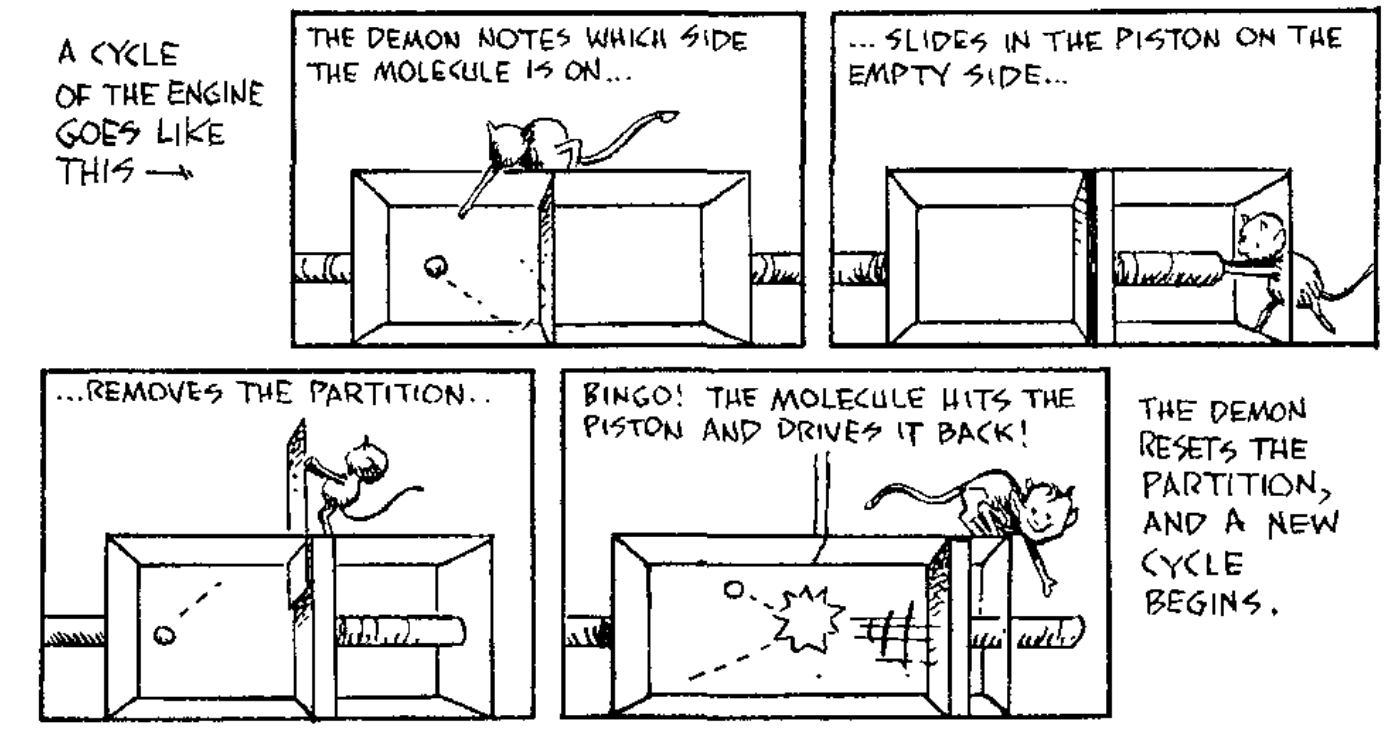 A CYCLE
OF THE ENGINE
GOES LIKE
THIS →
THE DEMON NOTES WHICH SIDE
THE MOLECULE IS ON...
... SLIDES IN THE PISTON ON THE
EMPTY SIDE...
...REMOVES THE PARTITION..
BINGO! THE MOLECULE HITS THE
PISTON AND DRIVES IT BACK!
THE DEMON
RESETS THE
PARTITION,
AND A NEW
CYCLE
BEGINS.